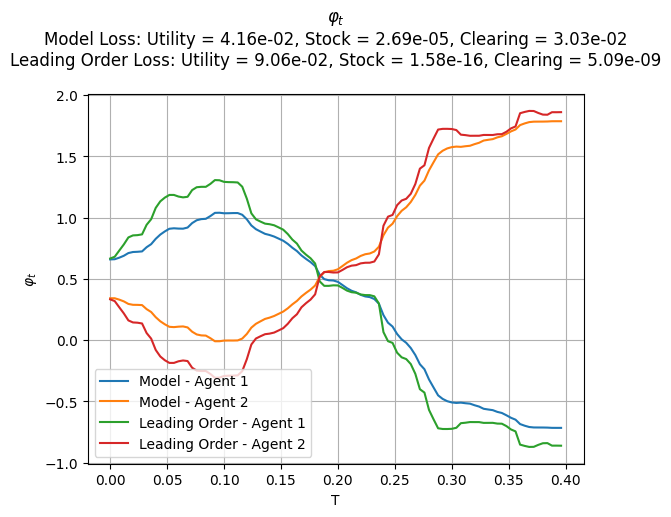 φₜ
Model Loss: Utility = 4.16e-02, Stock = 2.69e-05, Clearing = 3.03e-02
Leading Order Loss: Utility = 9.06e-02, Stock = 1.58e-16, Clearing = 5.09e-09
2.0
1.5
1.0
0.5
0.0
−0.5
−1.0
φₜ
Model - Agent 1
Model - Agent 2
Leading Order - Agent 1
Leading Order - Agent 2
0.00 0.05 0.10 0.15 0.20 0.25 0.30 0.35 0.40
T